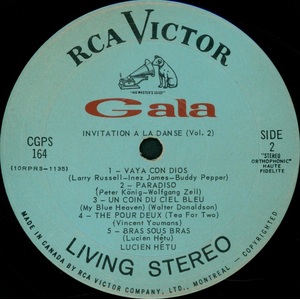 RCA VICTOR
"HIS MASTER'S VOICE"
Gala
INVITATION A LA DANSE (Vol. 2)
CGPS
164
SIDE
2
(10RPRS-1135)
"STEREO
ORTHOPHONIC"
HAUTE
FIDELITE
1 – VAYA CON DIOS
(Larry Russell-Inez James-Buddy Pepper)
2 – PARADISO
(Peter König-Wolfgang Zell)
3 – UN COIN DU CIEL BLEU
(My Blue Heaven) (Walter Donaldson)
4 – THE POUR DEUX (Tea For Two)
(Vincent Youmans)
5 – BRAS SOUS BRAS
(Lucien Hétu)
LUCIEN HÉTU
LIVING STEREO
MADE IN CANADA BY RCA VICTOR COMPANY, LTD., MONTREAL – COPYRIGHTED